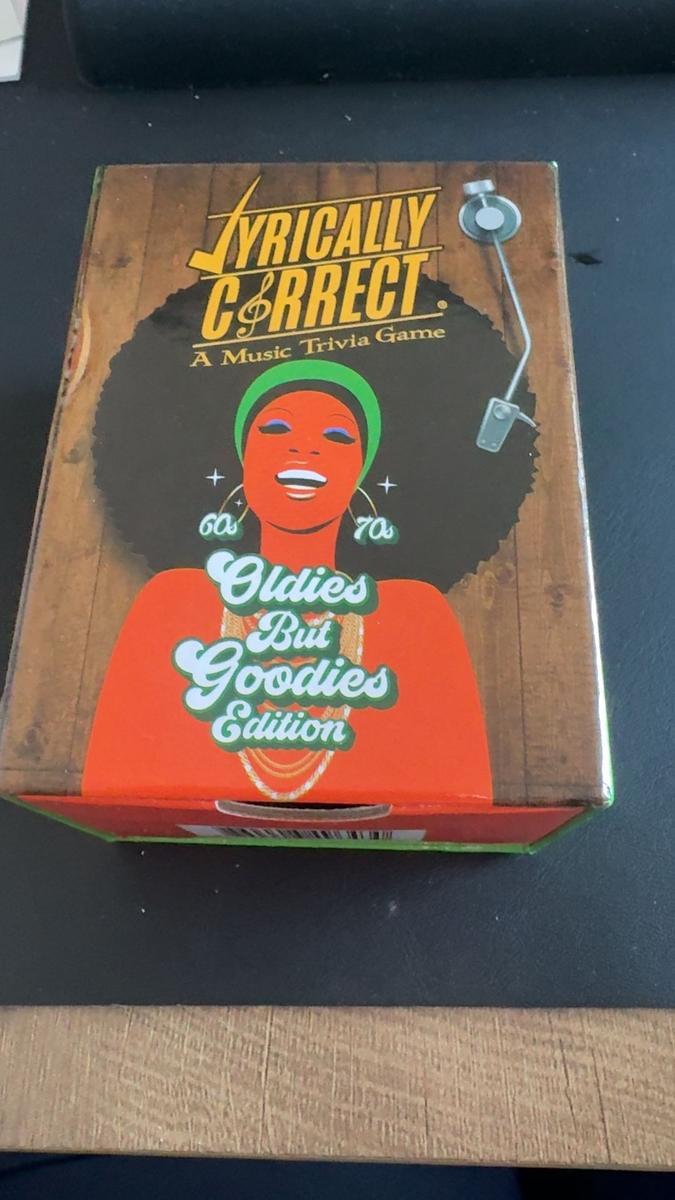 LYRICALLY
CORRECT®
A Music Trivia Game
60s 70s
Oldies
But
Goodies
Edition